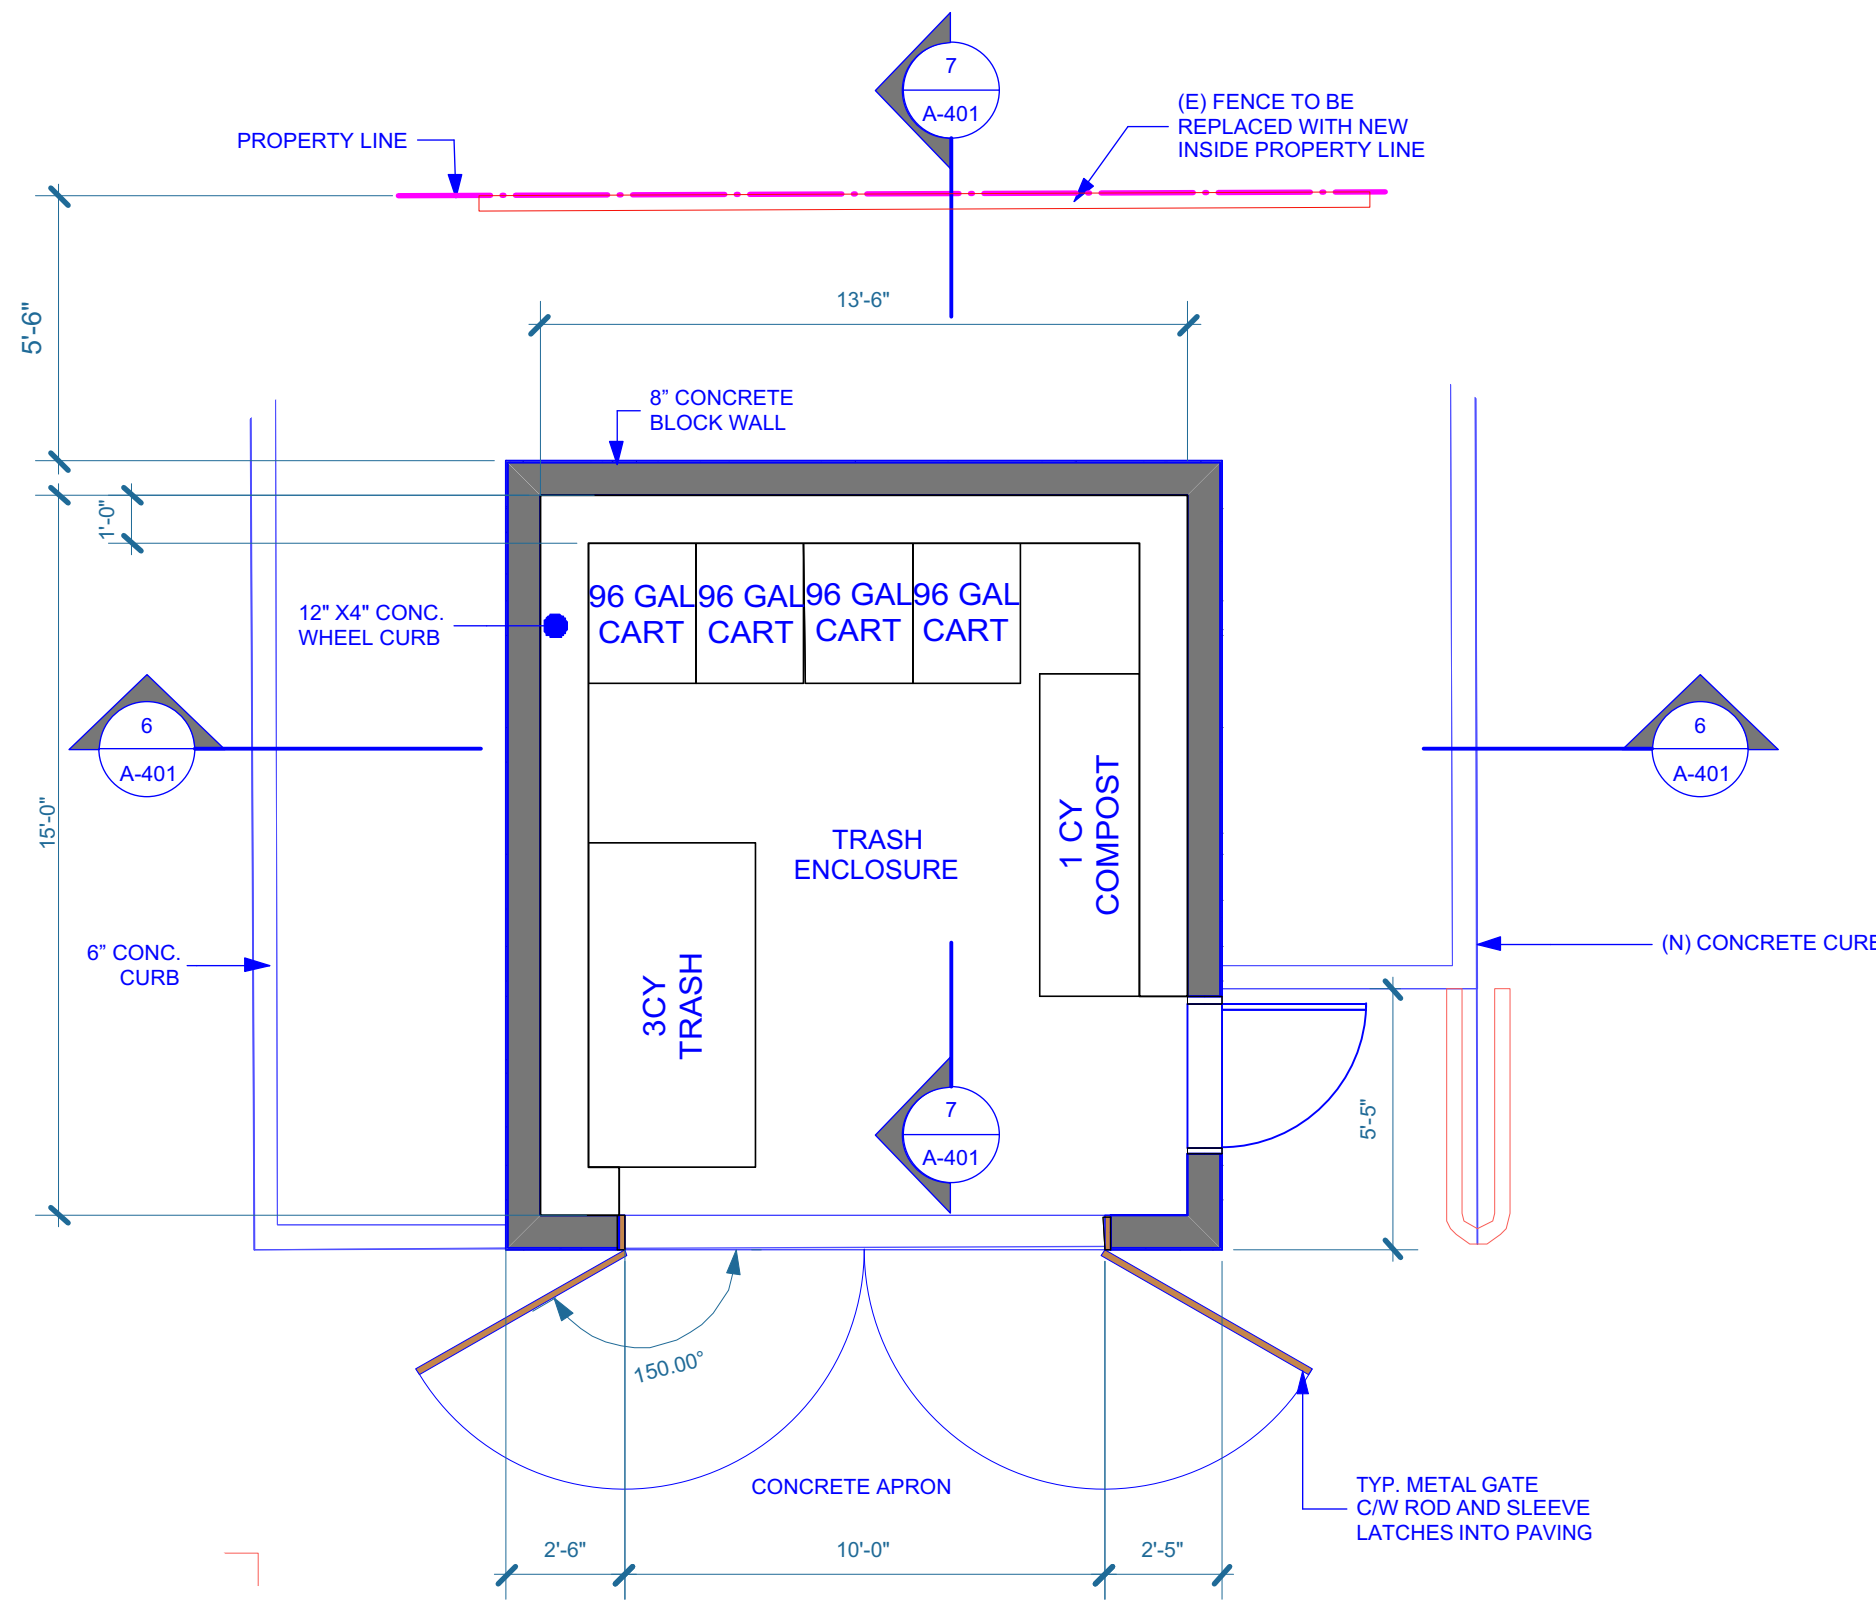 7
A-401
(E) FENCE TO BE
REPLACED WITH NEW
INSIDE PROPERTY LINE
PROPERTY LINE
13'-6"
5'-6"
8” CONCRETE
BLOCK WALL
1'-0"
96 GAL
CART
96 GAL
CART
96 GAL
CART
96 GAL
CART
12" X4" CONC.
WHEEL CURB
6
A-401
6
A-401
15'-0"
TRASH
ENCLOSURE
1 CY
COMPOST
6” CONC.
CURB
3CY
TRASH
(N) CONCRETE CURB
7
A-401
5'-5"
150.00°
CONCRETE APRON
TYP. METAL GATE
C/W ROD AND SLEEVE
LATCHES INTO PAVING
2'-6"
10'-0"
2'-5"